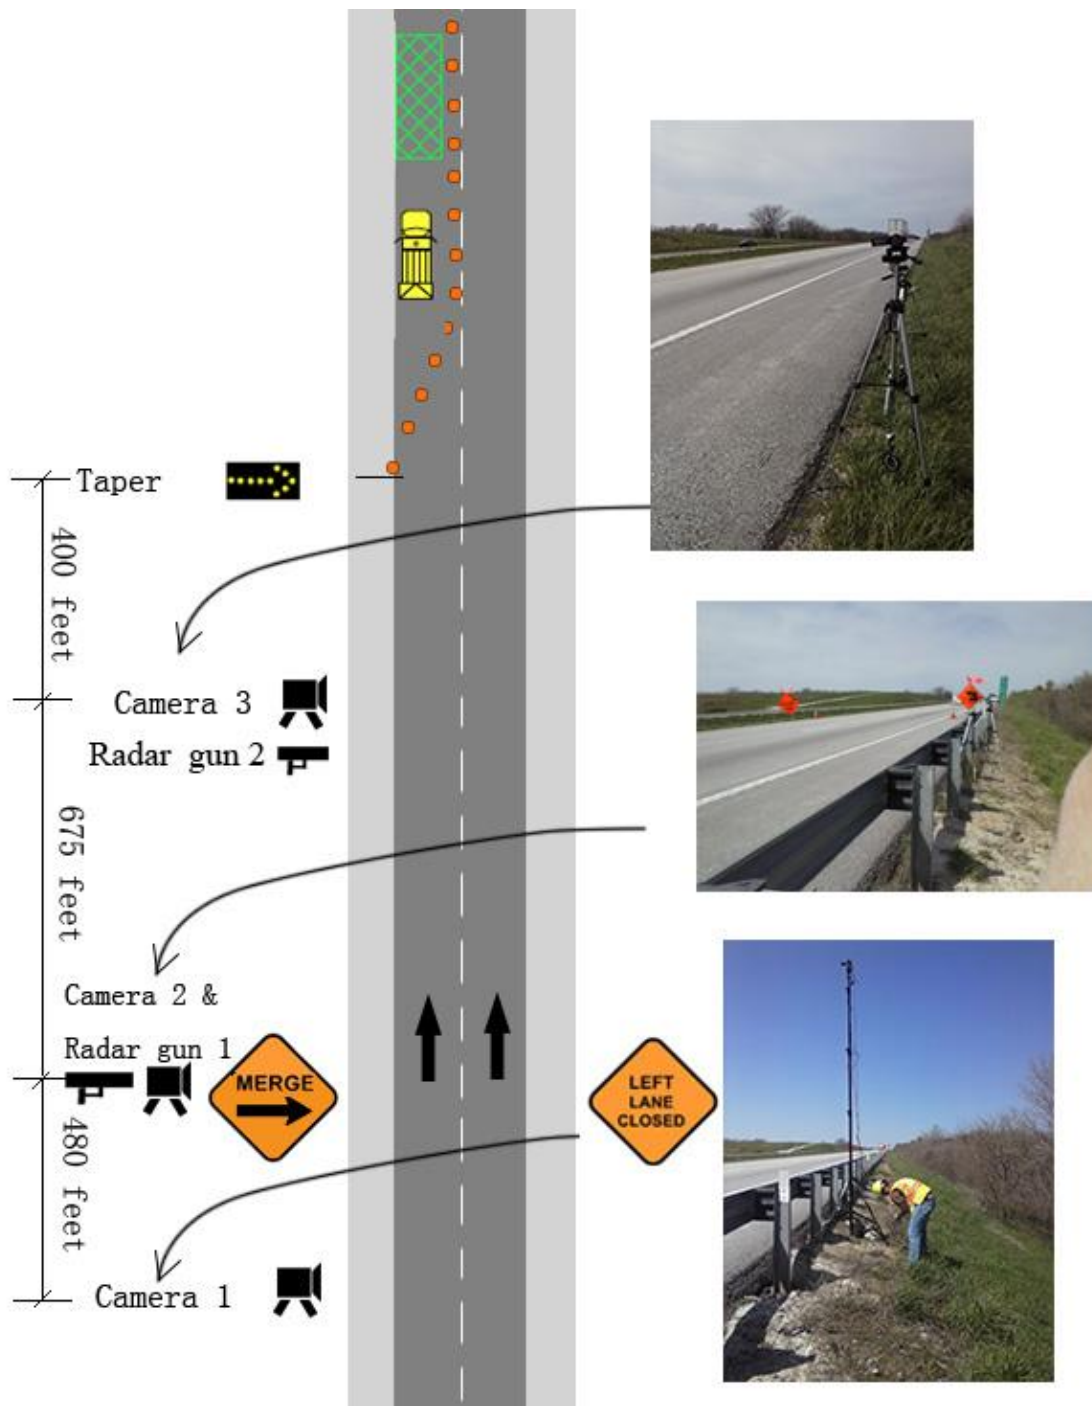 Taper
400 feet
Camera 3
Radar gun 2
675 feet
Camera 2 &
Radar gun 1
MERGE
LEFT
LANE
CLOSED
480 feet
Camera 1